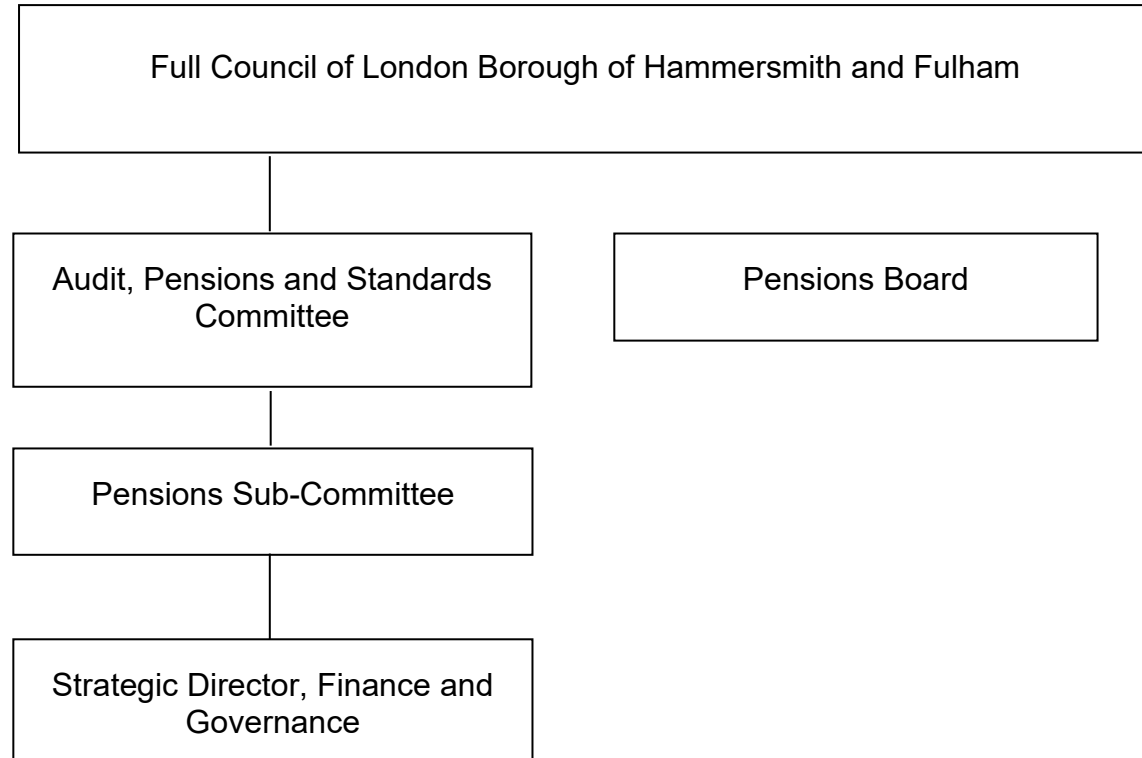 Full Council of London Borough of Hammersmith and Fulham
Audit, Pensions and Standards
Committee
Pensions Board
Pensions Sub-Committee
Strategic Director, Finance and
Governance